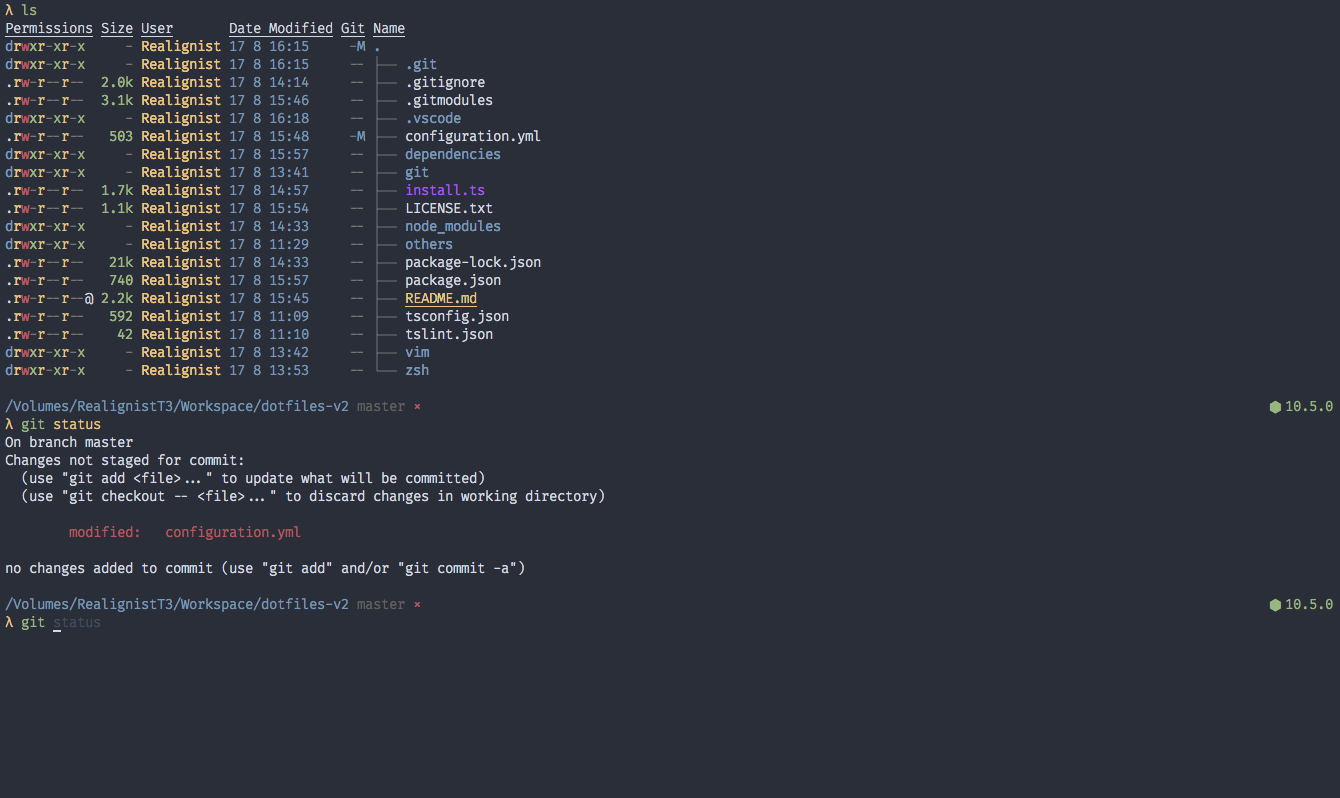 λ ls
Permissions Size User       Date Modified Git Name
drwxr-xr-x     - Realignist 17 8 16:15     -M .
drwxr-xr-x     - Realignist 17 8 16:15     -- ├── .git
.rw-r--r--  2.0k Realignist 17 8 14:14     -- ├── .gitignore
.rw-r--r--  3.1k Realignist 17 8 15:46     -- ├── .gitmodules
drwxr-xr-x     - Realignist 17 8 16:18     -- ├── .vscode
.rw-r--r--   503 Realignist 17 8 15:48     -M ├── configuration.yml
drwxr-xr-x     - Realignist 17 8 15:57     -- ├── dependencies
drwxr-xr-x     - Realignist 17 8 13:41     -- ├── git
.rw-r--r--  1.7k Realignist 17 8 14:57     -- ├── install.ts
.rw-r--r--  1.1k Realignist 17 8 15:54     -- ├── LICENSE.txt
drwxr-xr-x     - Realignist 17 8 14:33     -- ├── node_modules
drwxr-xr-x     - Realignist 17 8 11:29     -- ├── others
.rw-r--r--   21k Realignist 17 8 14:33     -- ├── package-lock.json
.rw-r--r--   740 Realignist 17 8 15:57     -- ├── package.json
.rw-r--r--@ 2.2k Realignist 17 8 15:45     -- ├── README.md
.rw-r--r--   592 Realignist 17 8 11:09     -- ├── tsconfig.json
.rw-r--r--    42 Realignist 17 8 11:10     -- ├── tslint.json
drwxr-xr-x     - Realignist 17 8 13:42     -- ├── vim
drwxr-xr-x     - Realignist 17 8 13:53     -- └── zsh
/Volumes/RealignistT3/Workspace/dotfiles-v2 master × ⬢ 10.5.0
λ git status
On branch master
Changes not staged for commit:
  (use "git add <file>..." to update what will be committed)
  (use "git checkout -- <file>..." to discard changes in working directory)
        modified:   configuration.yml
no changes added to commit (use "git add" and/or "git commit -a")
/Volumes/RealignistT3/Workspace/dotfiles-v2 master × ⬢ 10.5.0
λ git status